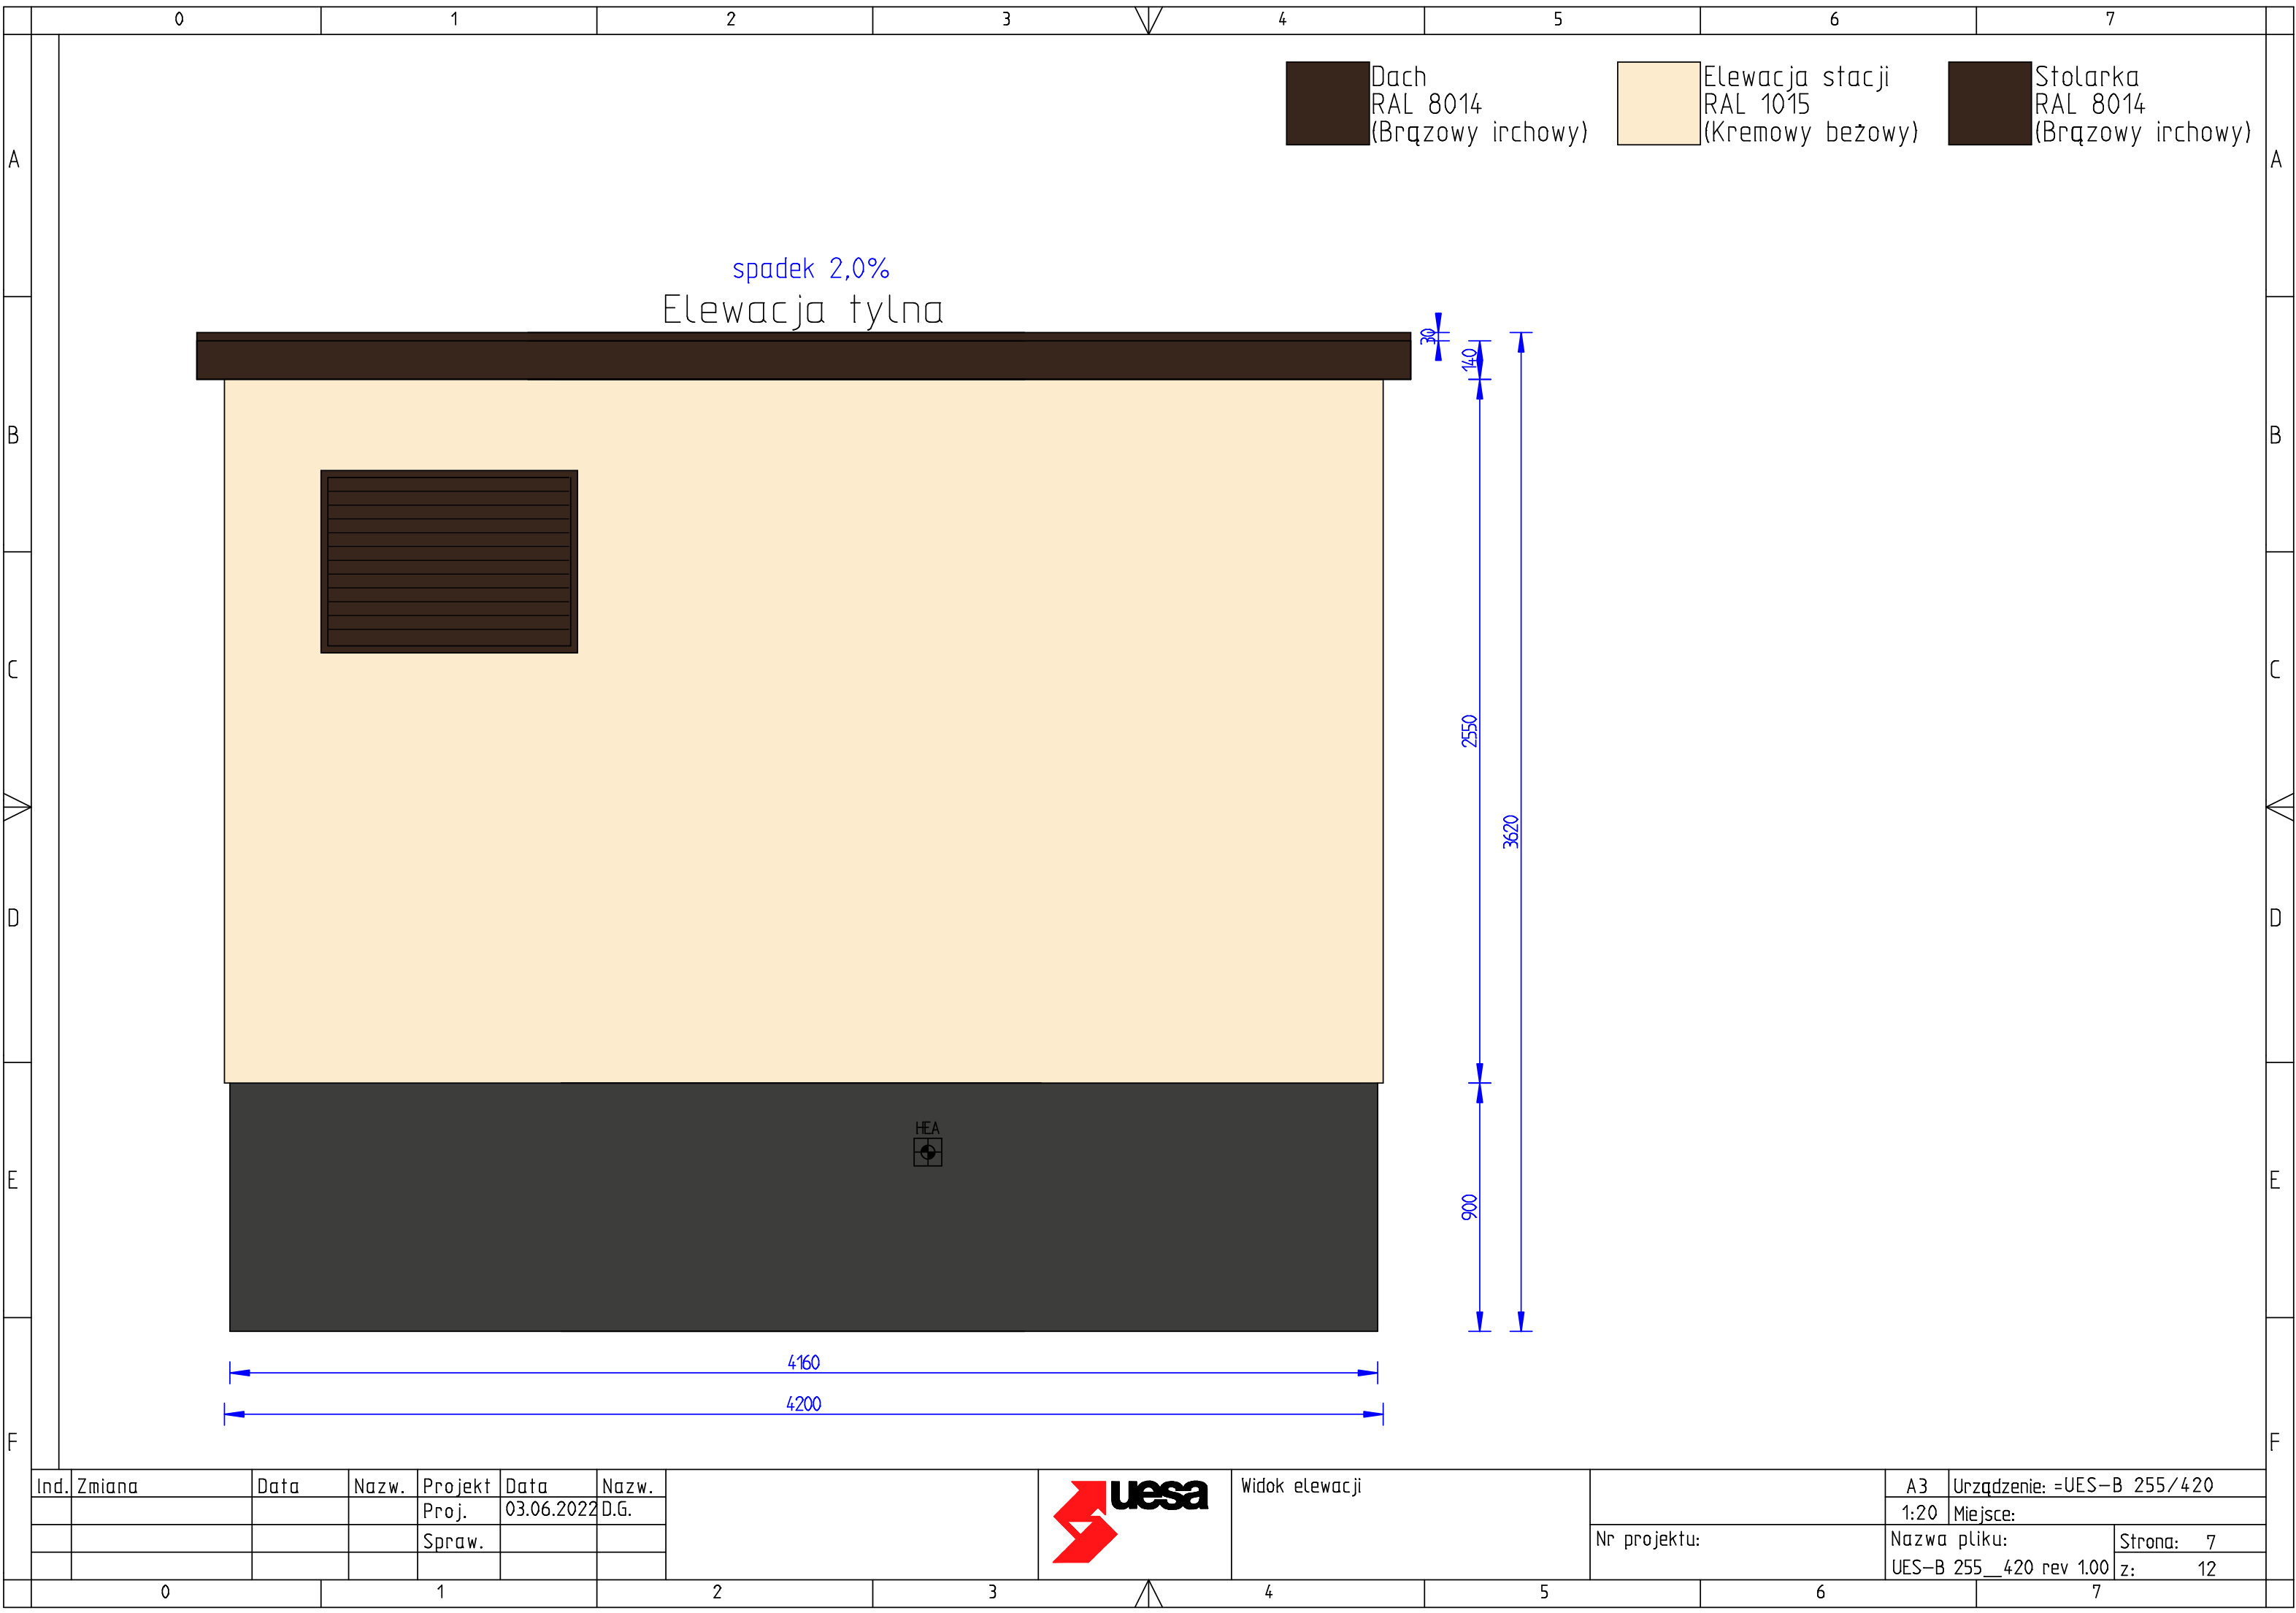 0 1 2 3 4 5 6 7
Dach
RAL 8014
(Brązowy irchowy)
Elewacja stacji
RAL 1015
(Kremowy beżowy)
Stolarka
RAL 8014
(Brązowy irchowy)
A A
spadek 2,0%
Elewacja tylna
30
140
B B
C C
2550
3620
D D
HEA
E E
900
4160
4200
F F
Ind. Zmiana Data Nazw. Projekt Data Nazw.
Proj. 03.06.2022 D.G.
Spraw.
uesa
Widok elewacji
Nr projektu:
A3 Urządzenie: =UES-B 255/420
1:20 Miejsce:
Nazwa pliku:
UES-B 255__420 rev 1.00
Strona: 7
z: 12
0 1 2 3 4 5 6 7